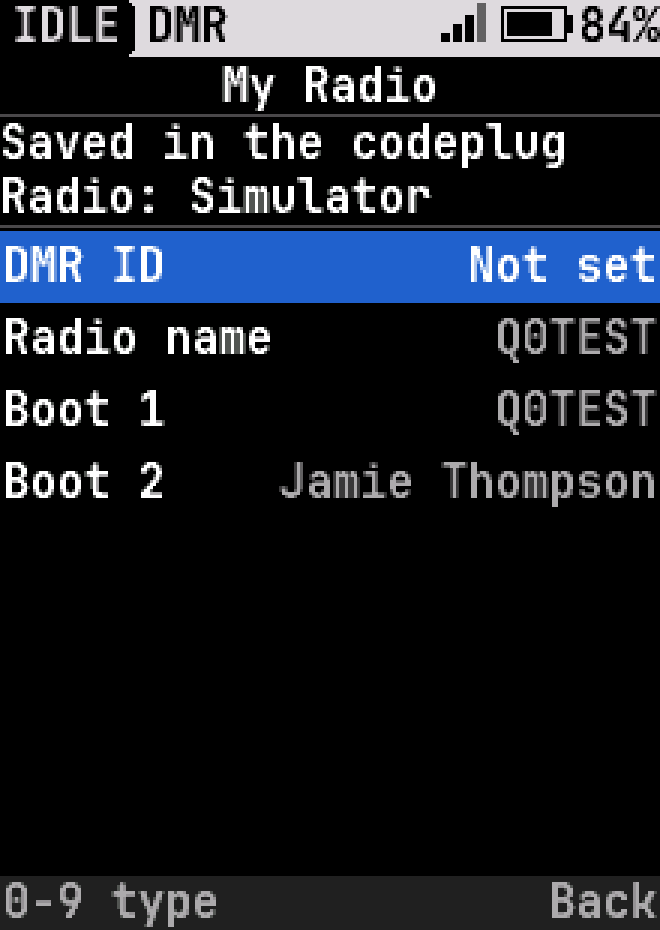 IDLE DMR 84%
My Radio
Saved in the codeplug
Radio: Simulator
DMR ID Not set
Radio name Q0TEST
Boot 1 Q0TEST
Boot 2 Jamie Thompson
0-9 type Back